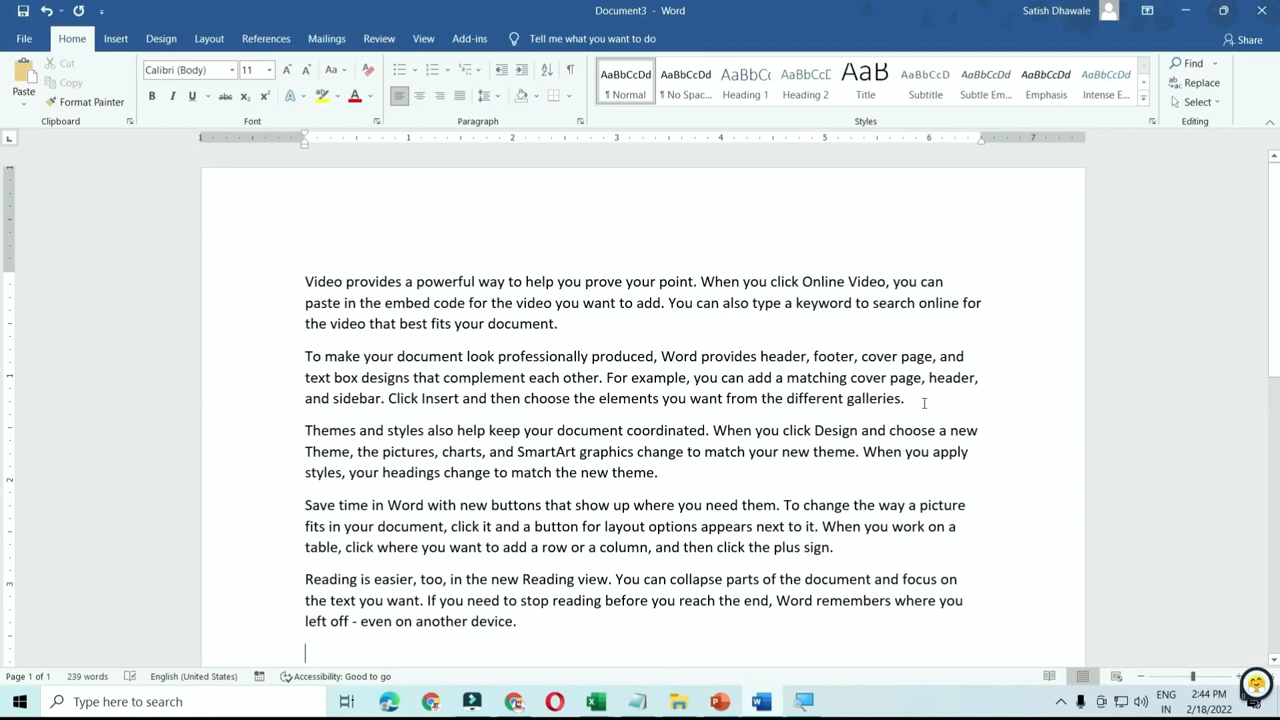 Document3 - Word
Satish Dhawale
File Home Insert Design Layout References Mailings Review View Add-ins Tell me what you want to do
Share
Paste
Cut
Copy
Format Painter
Clipboard
Calibri (Body) 11
Font
Paragraph
AaBbCcDd AaBbCcDd AaBbC AaBbCcC AaB AaBbCcD AaBbCcDd AaBbCcDd AaBbCcDd
¶ Normal ¶ No Spac... Heading 1 Heading 2 Title Subtitle Subtle Em... Emphasis Intense E...
Styles
Find
Replace
Select
Editing
1 1 2 3 4 5 6 7
Video provides a powerful way to help you prove your point. When you click Online Video, you can
paste in the embed code for the video you want to add. You can also type a keyword to search online for
the video that best fits your document.
To make your document look professionally produced, Word provides header, footer, cover page, and
text box designs that complement each other. For example, you can add a matching cover page, header,
and sidebar. Click Insert and then choose the elements you want from the different galleries.
Themes and styles also help keep your document coordinated. When you click Design and choose a new
Theme, the pictures, charts, and SmartArt graphics change to match your new theme. When you apply
styles, your headings change to match the new theme.
Save time in Word with new buttons that show up where you need them. To change the way a picture
fits in your document, click it and a button for layout options appears next to it. When you work on a
table, click where you want to add a row or a column, and then click the plus sign.
Reading is easier, too, in the new Reading view. You can collapse parts of the document and focus on
the text you want. If you need to stop reading before you reach the end, Word remembers where you
left off - even on another device.
Page 1 of 1 239 words English (United States) Accessibility: Good to go
Type here to search
ENG
IN
2:44 PM
2/18/2022